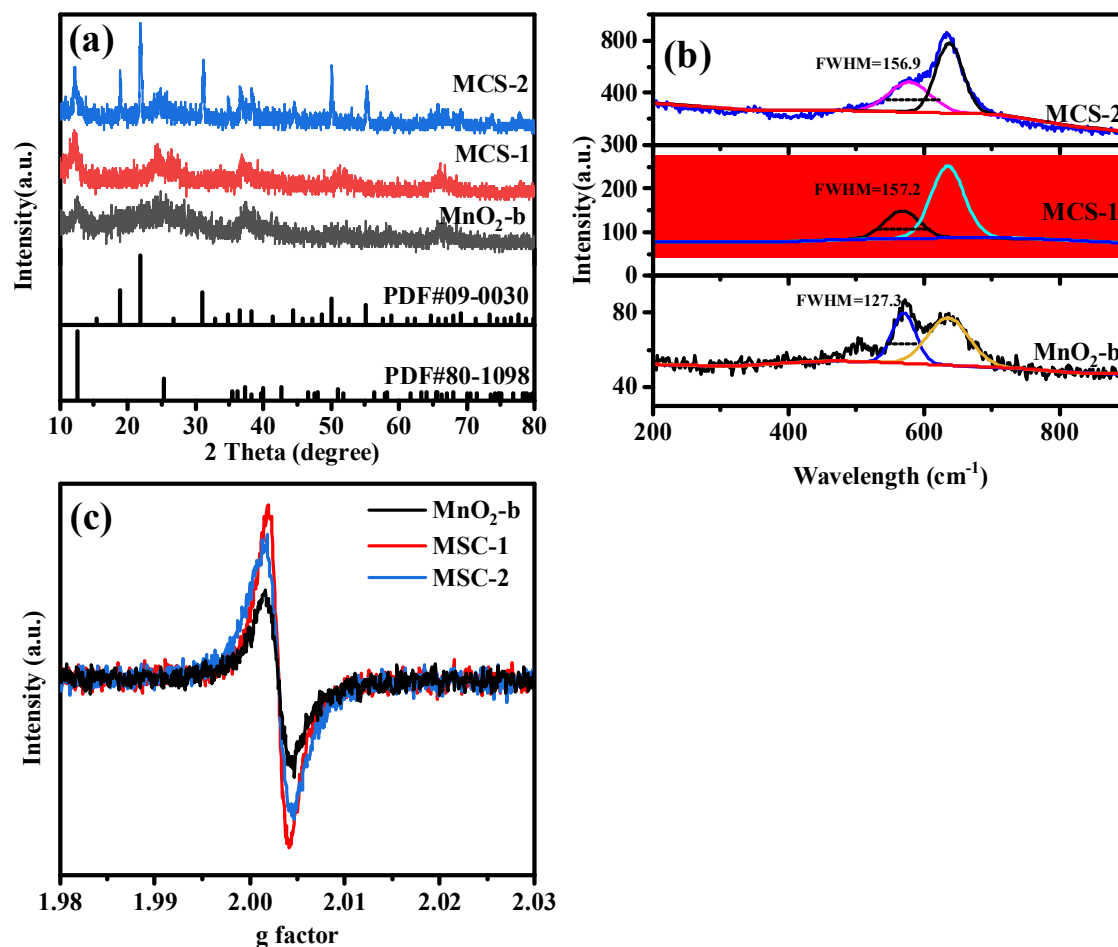 (a)
MCS-2
MCS-1
MnO₂-b
PDF#09-0030
PDF#80-1098
Intensity(a.u.)
10 20 30 40 50 60 70 80
2 Theta (degree)
(b)
800
400
FWHM=156.9
MCS-2
300
200
100
0
FWHM=157.2
MCS-1
80
40
FWHM=127.3
MnO₂-b
Intensity(a.u.)
200 400 600 800
Wavelength (cm⁻¹)
(c)
MnO₂-b
MSC-1
MSC-2
Intensity (a.u.)
1.98 1.99 2.00 2.01 2.02 2.03
g factor